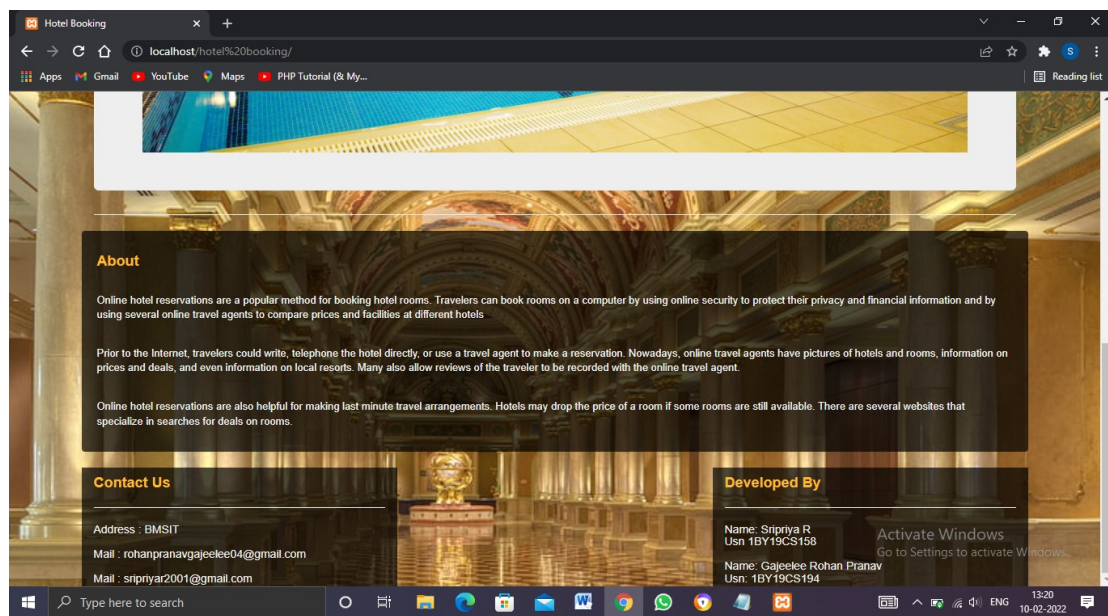 Hotel Booking
localhost/hotel%20booking/
Apps
Gmail
YouTube
Maps
PHP Tutorial (& My...
Reading list
About
Online hotel reservations are a popular method for booking hotel rooms. Travelers can book rooms on a computer by using online security to protect their privacy and financial information and by
using several online travel agents to compare prices and facilities at different hotels
Prior to the Internet, travelers could write, telephone the hotel directly, or use a travel agent to make a reservation. Nowadays, online travel agents have pictures of hotels and rooms, information on
prices and deals, and even information on local resorts. Many also allow reviews of the traveler to be recorded with the online travel agent.
Online hotel reservations are also helpful for making last minute travel arrangements. Hotels may drop the price of a room if some rooms are still available. There are several websites that
specialize in searches for deals on rooms.
Contact Us
Address : BMSIT
Mail : rohanpranavgajeelee04@gmail.com
Mail : sripriyar2001@gmail.com
Developed By
Name: Sripriya R
Usn 1BY19CS158
Name: Gajeelee Rohan Pranav
Usn: 1BY19CS194
Activate Windows
Go to Settings to activate Windows.
Type here to search
ENG
13:20
10-02-2022